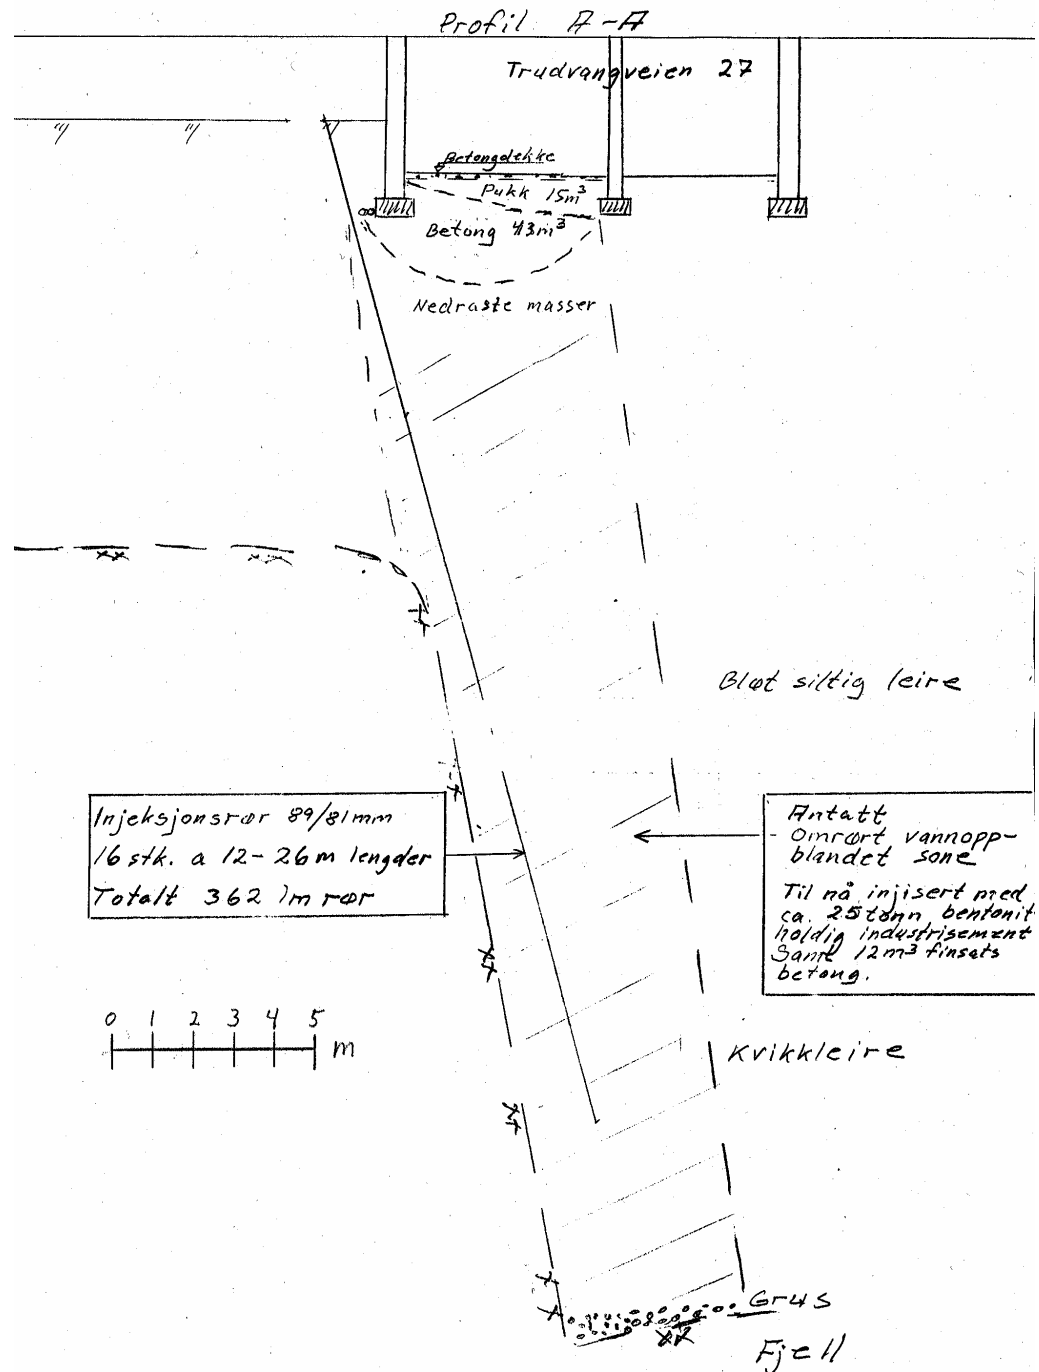 Profil A-A
Trudvangveien 27
Betongdekke
Pukk 15m³
Betong 43m³
Nedraste masser
Bløt siltig leire
Injeksjonsrør 89/81mm
16 stk. a 12-26m lengder
Totalt 362 lm rør
Antatt
Omrørt vannopp-
blandet sone
Til nå injisert med
ca. 25 tonn bentonit
holdig industrisement
Samt 12m³ finsats
betong.
0 1 2 3 4 5 m
Kvikkleire
Grus
Fjell